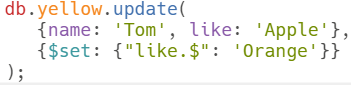 db.yellow.update(
   {name: 'Tom', like: 'Apple'},
   {$set: {"like.$": 'Orange'}}
);